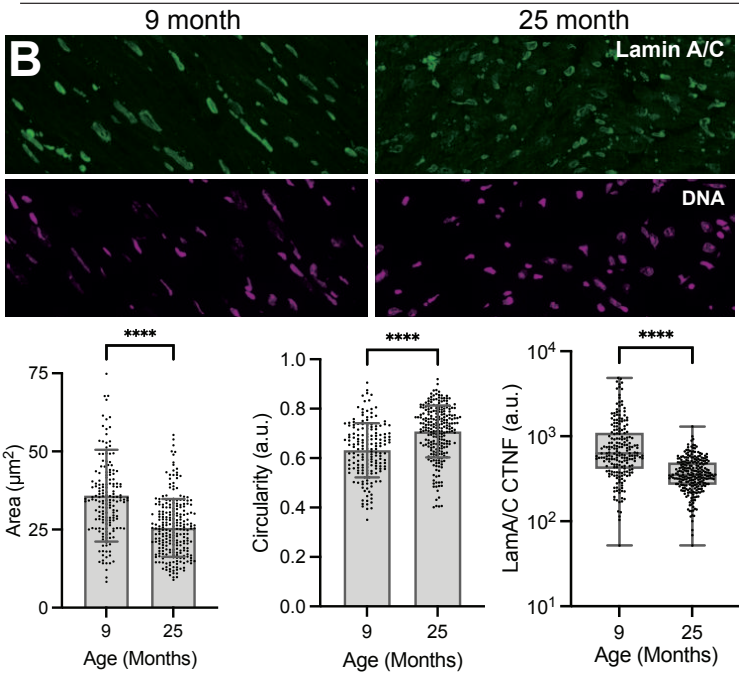 9 month
25 month
B
Lamin A/C
DNA
****
75
50
25
0
Area (µm²)
9
25
Age (Months)
****
1.0
0.8
0.6
0.4
0.2
0.0
Circularity (a.u.)
9
25
Age (Months)
****
10⁴
10³
10²
10¹
LamA/C CTNF (a.u.)
9
25
Age (Months)